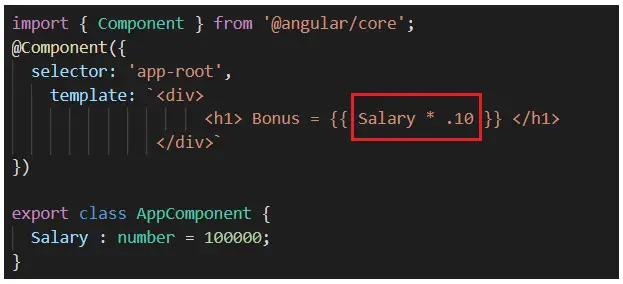 import { Component } from '@angular/core';
@Component({
  selector: 'app-root',
    template: `<div>
                    <h1> Bonus = {{ Salary * .10 }} </h1>
               </div>`
})
export class AppComponent {
  Salary : number = 100000;
}